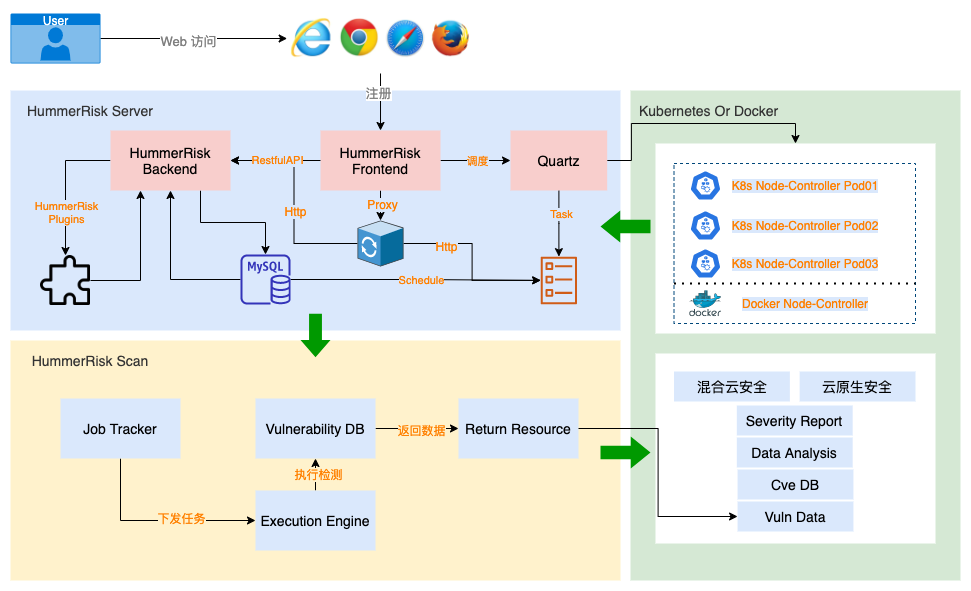 User
Web 访问
注册
HummerRisk Server
HummerRisk
Backend
RestfulAPI
HummerRisk
Frontend
调度
Quartz
HummerRisk
Plugins
Http
Proxy
Http
Task
MySQL
Schedule
Kubernetes Or Docker
K8s Node-Controller Pod01
K8s Node-Controller Pod02
K8s Node-Controller Pod03
docker
Docker Node-Controller
HummerRisk Scan
Job Tracker
Vulnerability DB
返回数据
Return Resource
执行检测
下发任务
Execution Engine
混合云安全
云原生安全
Severity Report
Data Analysis
Cve DB
Vuln Data